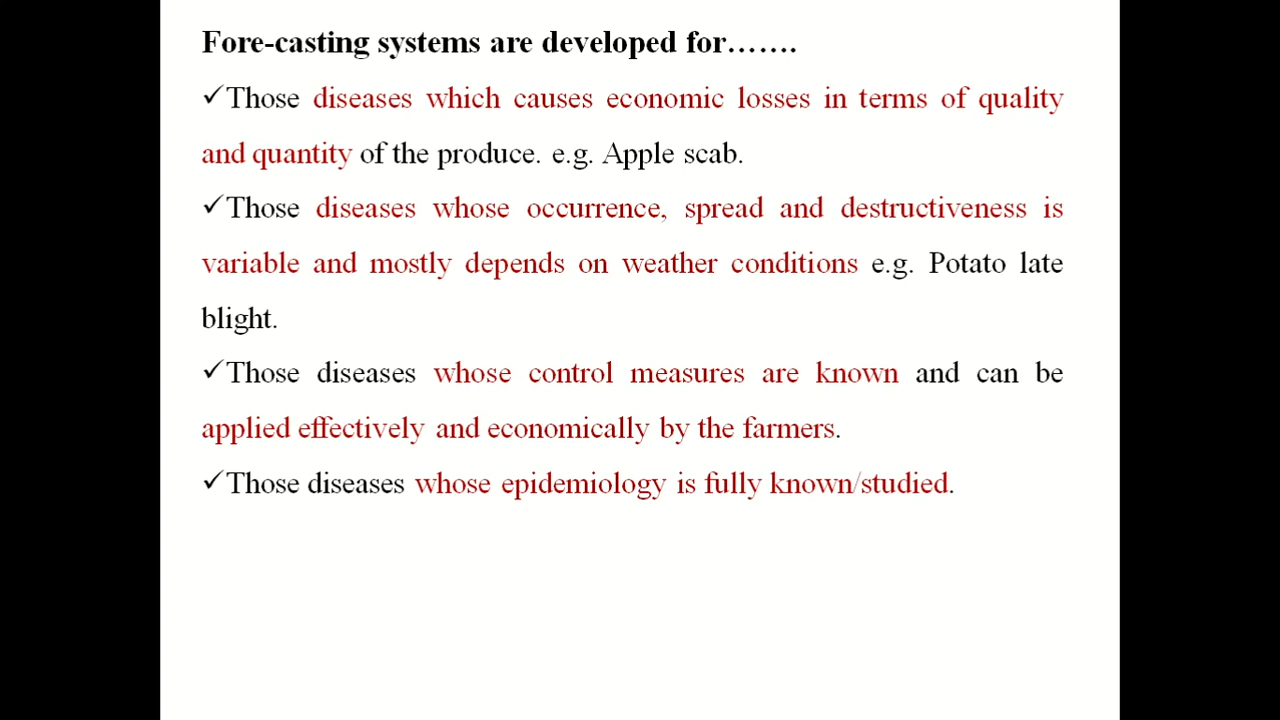 Fore-casting systems are developed for…….
✓Those diseases which causes economic losses in terms of quality
and quantity of the produce. e.g. Apple scab.
✓Those diseases whose occurrence, spread and destructiveness is
variable and mostly depends on weather conditions e.g. Potato late
blight.
✓Those diseases whose control measures are known and can be
applied effectively and economically by the farmers.
✓Those diseases whose epidemiology is fully known/studied.